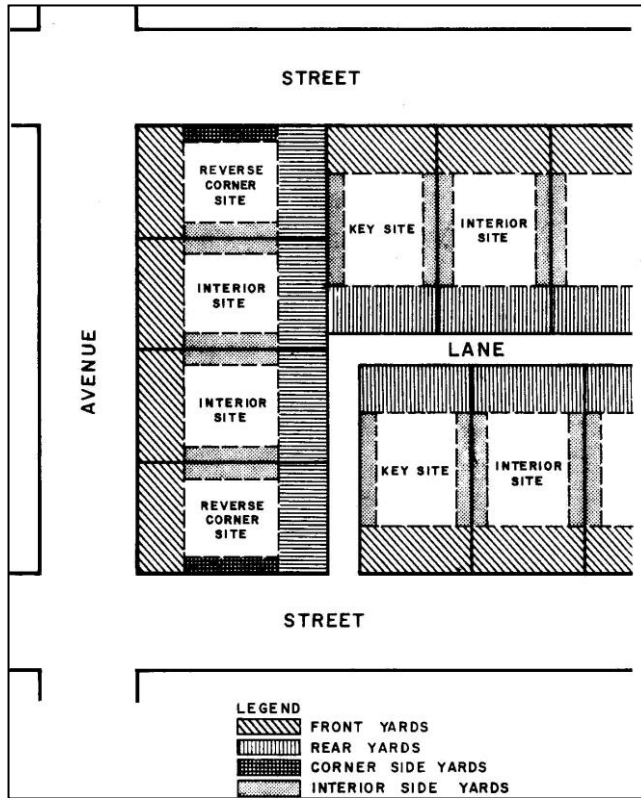 STREET
REVERSE
CORNER
SITE
KEY SITE
INTERIOR
SITE
INTERIOR
SITE
LANE
AVENUE
INTERIOR
SITE
KEY SITE
INTERIOR
SITE
REVERSE
CORNER
SITE
STREET
LEGEND
FRONT YARDS
REAR YARDS
CORNER SIDE YARDS
INTERIOR SIDE YARDS